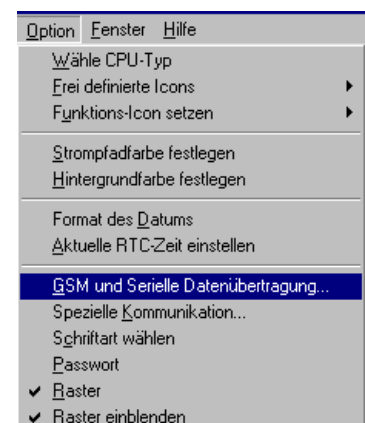 Option Fenster Hilfe
Wähle CPU-Typ
Frei definierte Icons
Funktions-Icon setzen
Strompfadfarbe festlegen
Hintergrundfarbe festlegen
Format des Datums
Aktuelle RTC-Zeit einstellen
GSM und Serielle Datenübertragung...
Spezielle Kommunikation...
Schriftart wählen
Passwort
Raster
Raster einblenden